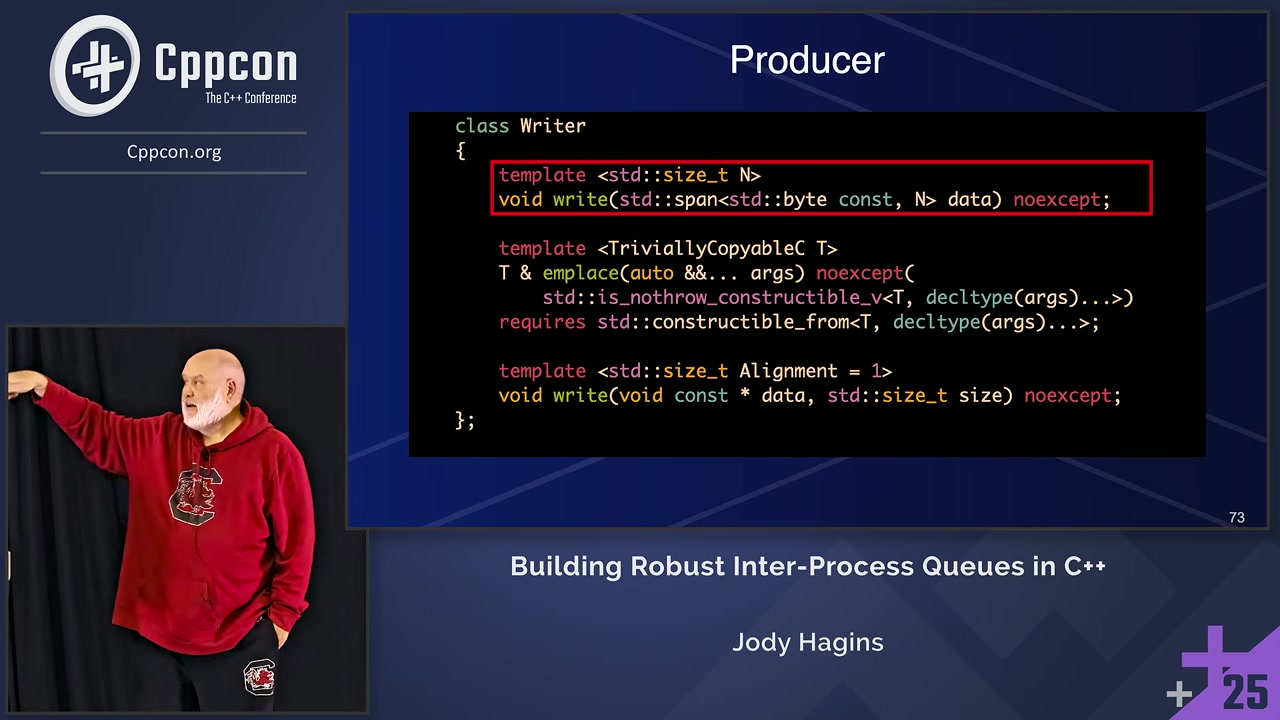 Cppcon
The C++ Conference
Cppcon.org
Producer
class Writer
{
template <std::size_t N>
void write(std::span<std::byte const, N> data) noexcept;
template <TriviallyCopyableC T>
T & emplace(auto &&... args) noexcept(
std::is_nothrow_constructible_v<T, decltype(args)...>)
requires std::constructible_from<T, decltype(args)...>;
template <std::size_t Alignment = 1>
void write(void const * data, std::size_t size) noexcept;
};
73
Building Robust Inter-Process Queues in C++
Jody Hagins
++ 25